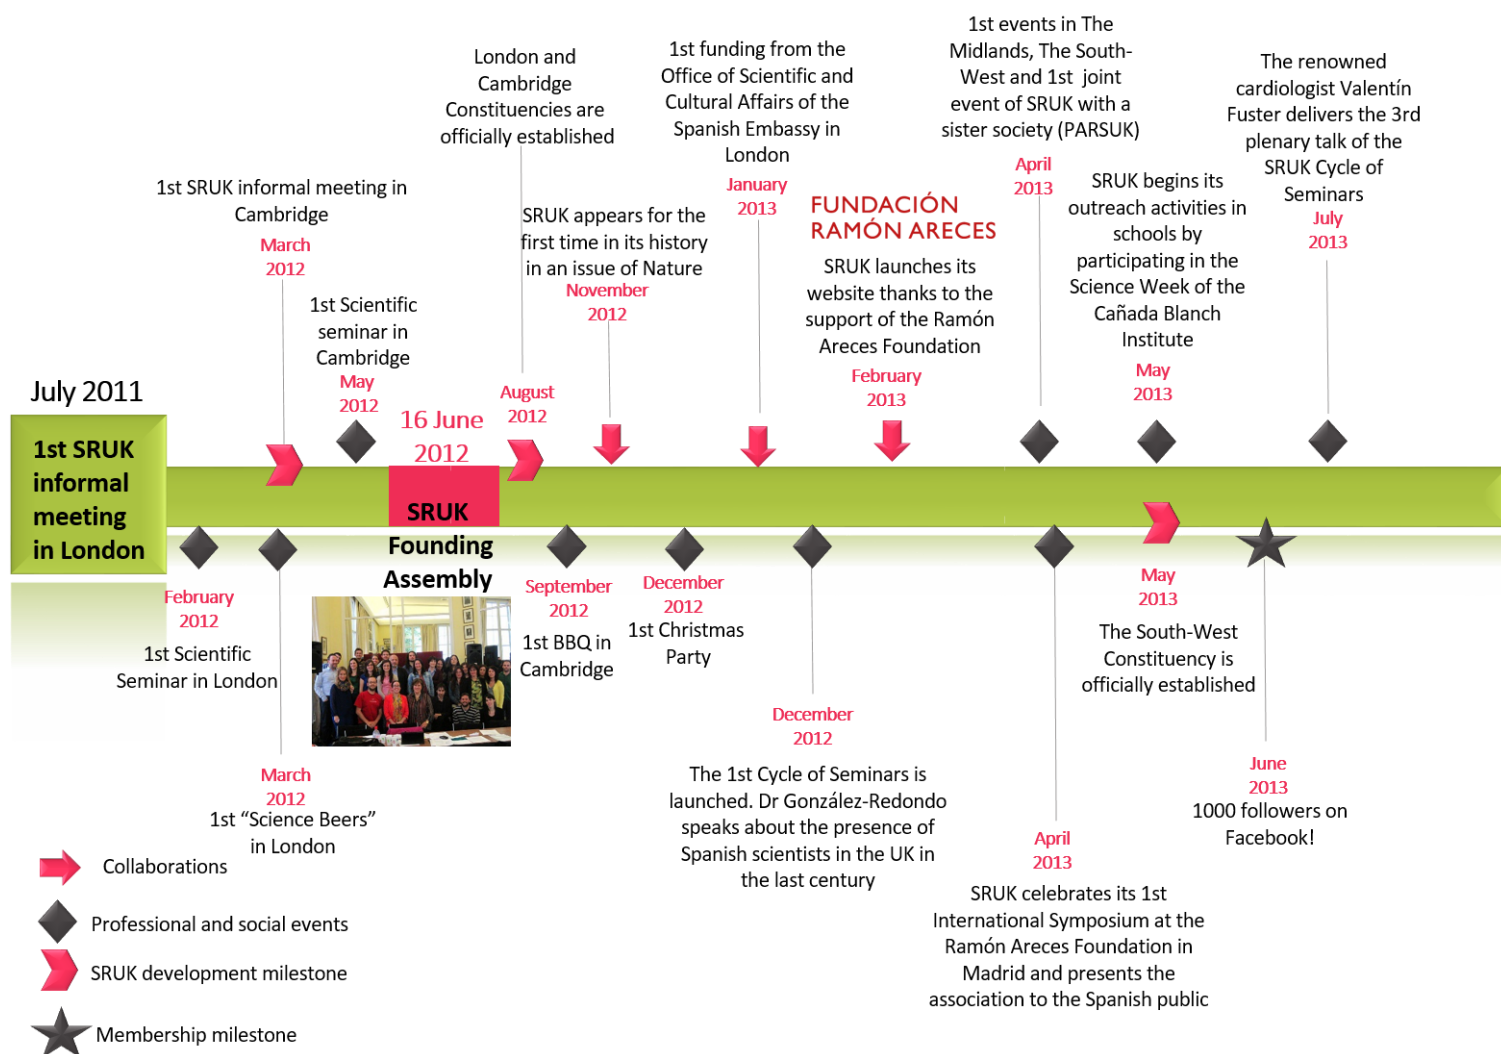 July 2011
1st SRUK
informal
meeting
in London
1st SRUK informal meeting in
Cambridge
March
2012
1st Scientific
seminar in
Cambridge
May
2012
16 June
2012
SRUK
Founding
Assembly
London and
Cambridge
Constituencies are
officially established
August
2012
SRUK appears for the
first time in its history
in an issue of Nature
November
2012
1st funding from the
Office of Scientific and
Cultural Affairs of the
Spanish Embassy in
London
January
2013
FUNDACIÓN
RAMÓN ARECES
SRUK launches its
website thanks to the
support of the Ramón
Areces Foundation
February
2013
1st events in The
Midlands, The South-
West and 1st joint
event of SRUK with a
sister society (PARSUK)
April
2013
SRUK begins its
outreach activities in
schools by
participating in the
Science Week of the
Cañada Blanch
Institute
May
2013
The renowned
cardiologist Valentín
Fuster delivers the 3rd
plenary talk of the
SRUK Cycle of
Seminars
July
2013
February
2012
1st Scientific
Seminar in London
March
2012
1st “Science Beers”
in London
September
2012
1st BBQ in
Cambridge
December
2012
1st Christmas
Party
December
2012
The 1st Cycle of Seminars is
launched. Dr González-Redondo
speaks about the presence of
Spanish scientists in the UK in
the last century
April
2013
SRUK celebrates its 1st
International Symposium at the
Ramón Areces Foundation in
Madrid and presents the
association to the Spanish public
May
2013
The South-West
Constituency is
officially established
June
2013
1000 followers on
Facebook!
Collaborations
Professional and social events
SRUK development milestone
Membership milestone